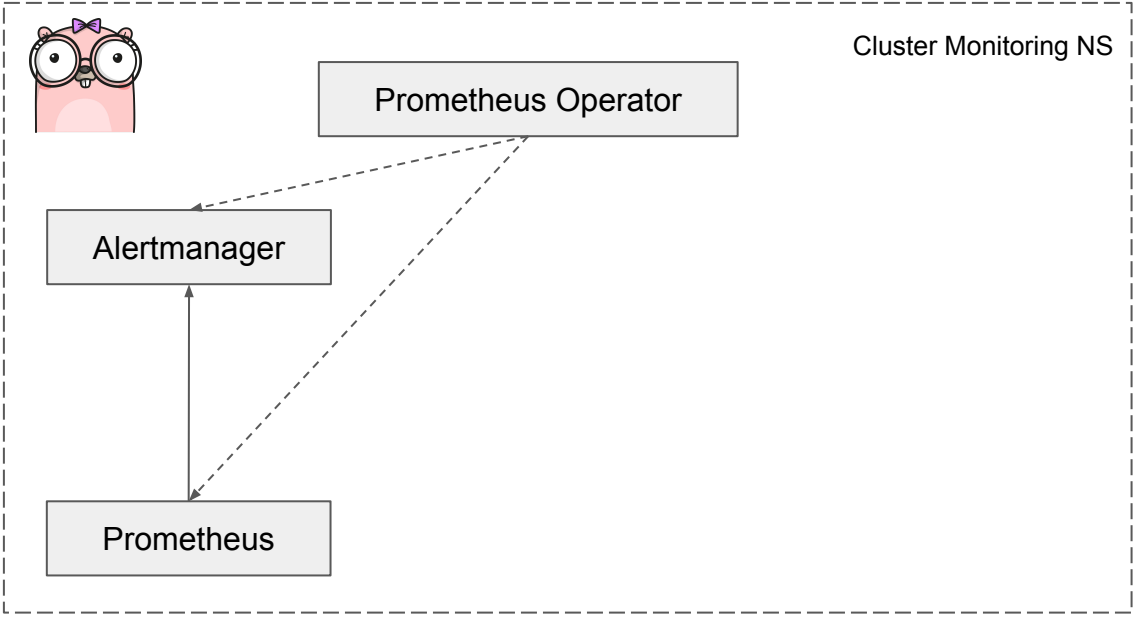 Cluster Monitoring NS
Prometheus Operator
Alertmanager
Prometheus